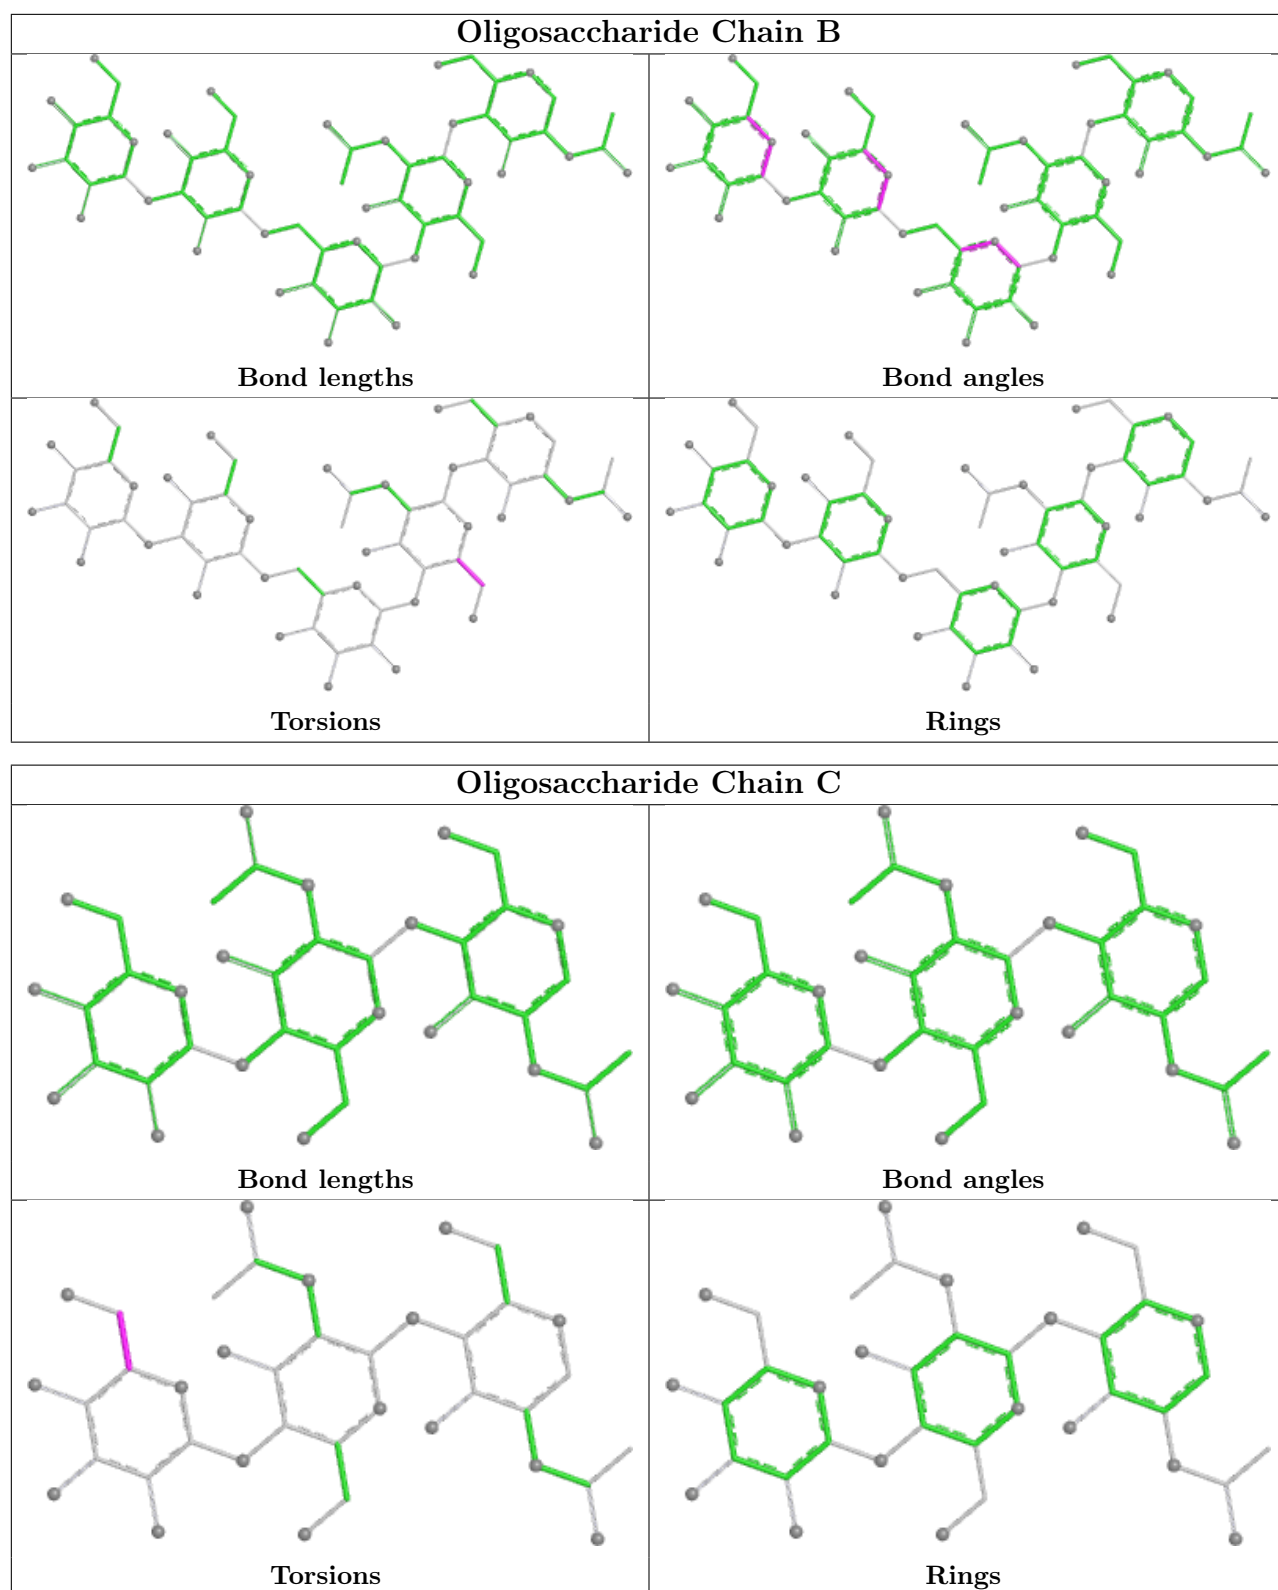 Oligosaccharide Chain B
Bond lengths
Bond angles
Torsions
Rings
Oligosaccharide Chain C
Bond lengths
Bond angles
Torsions
Rings